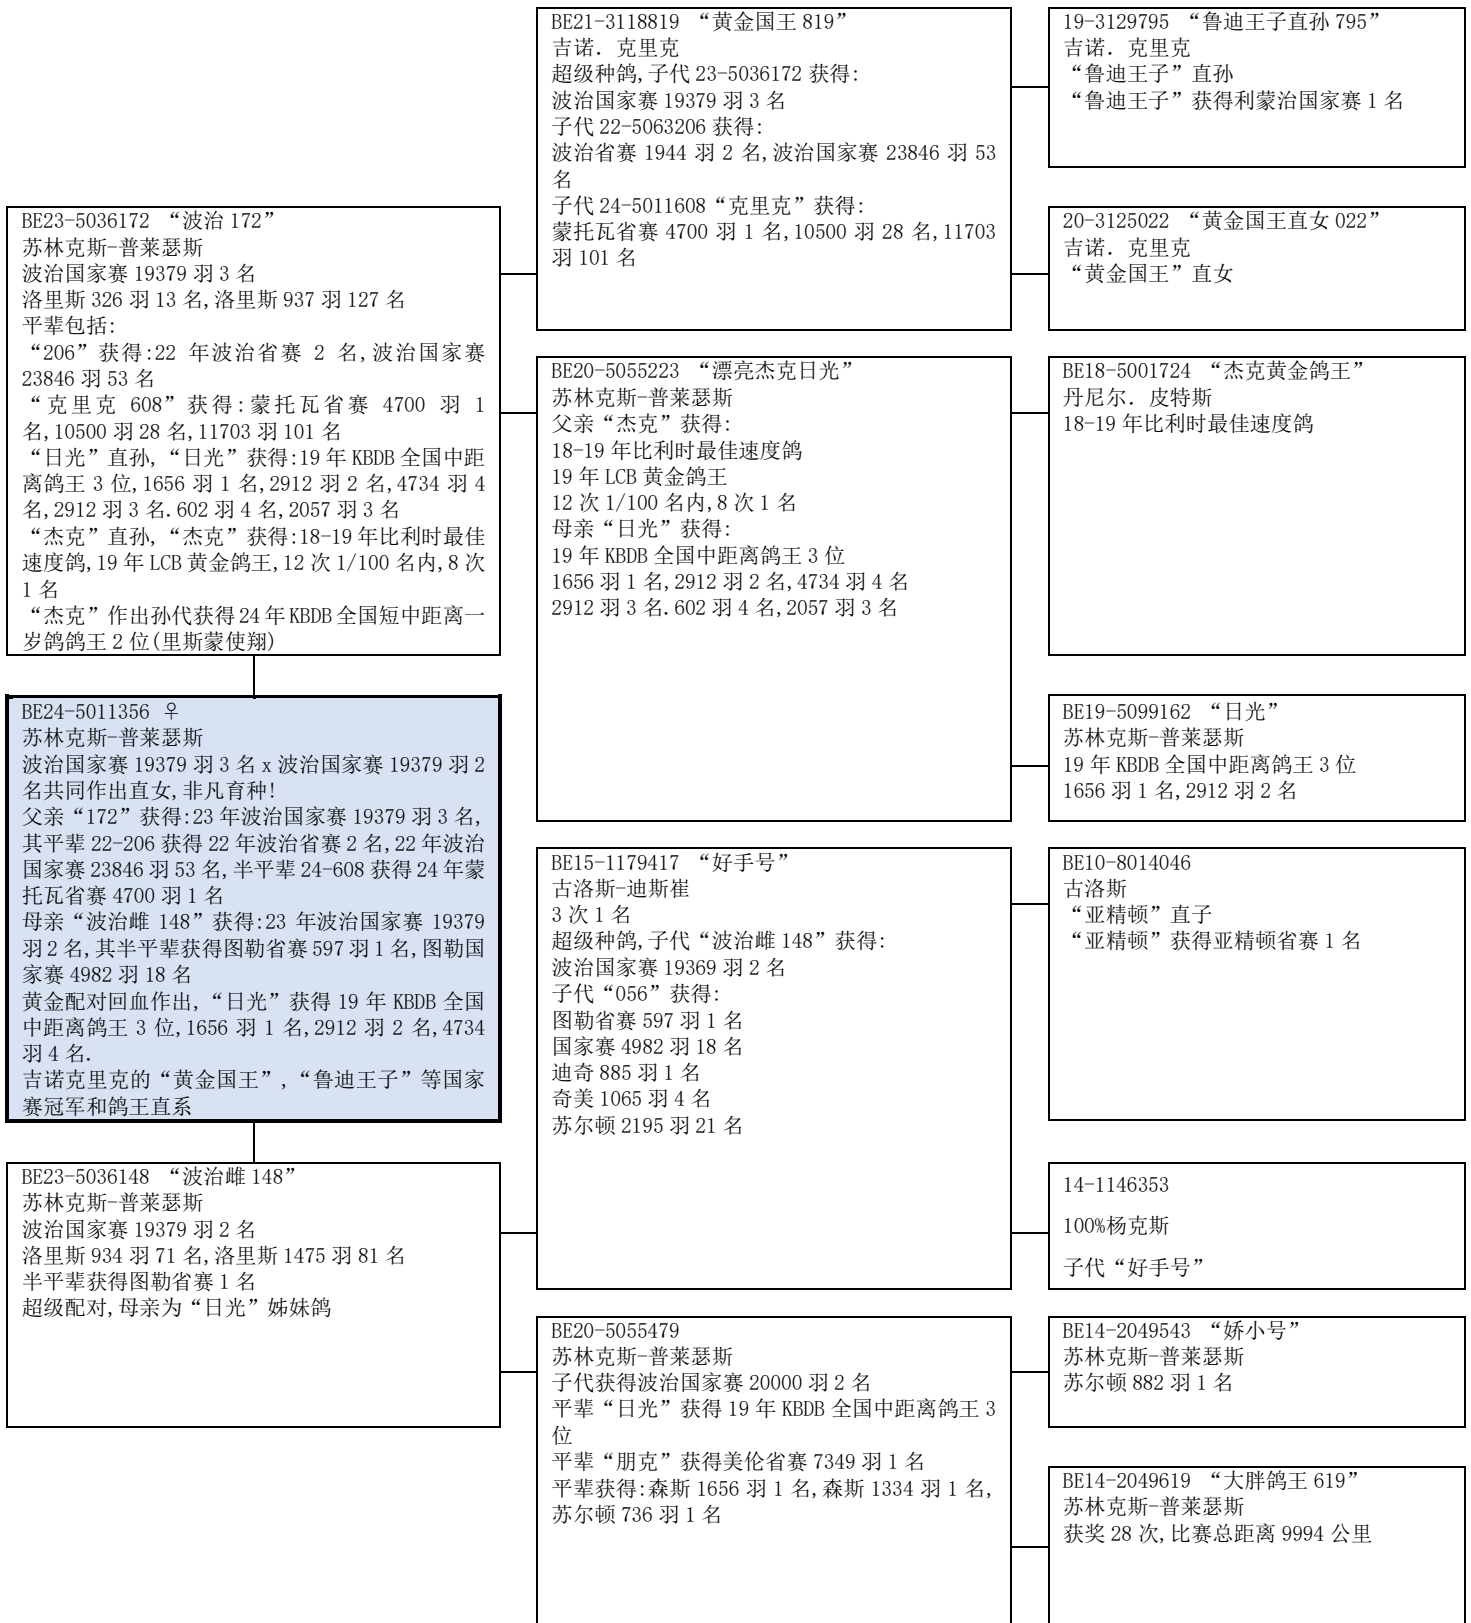 BE23-5036172 “波治 172”
苏林克斯-普莱瑟斯
波治国家赛 19379 羽 3 名
洛里斯 326 羽 13 名,洛里斯 937 羽 127 名
平辈包括:
“206”获得:22 年波治省赛 2 名,波治国家赛
23846 羽 53 名
“克里克 608”获得:蒙托瓦省赛 4700 羽 1
名,10500 羽 28 名,11703 羽 101 名
“日光”直孙, “日光”获得:19 年 KBDB 全国中距
离鸽王 3 位,1656 羽 1 名,2912 羽 2 名,4734 羽 4
名,2912 羽 3 名.602 羽 4 名,2057 羽 3 名
“杰克”直孙, “杰克”获得:18-19 年比利时最佳
速度鸽,19 年 LCB 黄金鸽王,12 次 1/100 名内,8 次
1 名
“杰克”作出孙代获得 24 年 KBDB 全国短中距离一
岁鸽鸽王 2 位(里斯蒙使翔)
BE24-5011356 ♀
苏林克斯-普莱瑟斯
波治国家赛 19379 羽 3 名 x 波治国家赛 19379 羽 2
名共同作出直女,非凡育种!
父亲“172”获得:23 年波治国家赛 19379 羽 3 名,
其平辈 22-206 获得 22 年波治省赛 2 名,22 年波治
国家赛 23846 羽 53 名,半平辈 24-608 获得 24 年蒙
托瓦省赛 4700 羽 1 名
母亲“波治雌 148”获得:23 年波治国家赛 19379
羽 2 名,其半平辈获得图勒省赛 597 羽 1 名,图勒国
家赛 4982 羽 18 名
黄金配对回血作出, “日光”获得 19 年 KBDB 全国
中距离鸽王 3 位,1656 羽 1 名,2912 羽 2 名,4734
羽 4 名.
吉诺克里克的“黄金国王”, “鲁迪王子”等国家
赛冠军和鸽王直系
BE23-5036148 “波治雌 148”
苏林克斯-普莱瑟斯
波治国家赛 19379 羽 2 名
洛里斯 934 羽 71 名,洛里斯 1475 羽 81 名
半平辈获得图勒省赛 1 名
超级配对,母亲为“日光”姊妹鸽
BE21-3118819 “黄金国王 819”
吉诺. 克里克
超级种鸽,子代 23-5036172 获得:
波治国家赛 19379 羽 3 名
子代 22-5063206 获得:
波治省赛 1944 羽 2 名,波治国家赛 23846 羽 53
名
子代 24-5011608“克里克”获得:
蒙托瓦省赛 4700 羽 1 名,10500 羽 28 名,11703
羽 101 名
BE20-5055223 “漂亮杰克日光”
苏林克斯-普莱瑟斯
父亲“杰克”获得:
18-19 年比利时最佳速度鸽
19 年 LCB 黄金鸽王
12 次 1/100 名内,8 次 1 名
母亲“日光”获得:
19 年 KBDB 全国中距离鸽王 3 位
1656 羽 1 名,2912 羽 2 名,4734 羽 4 名
2912 羽 3 名.602 羽 4 名,2057 羽 3 名
BE15-1179417 “好手号”
古洛斯-迪斯崔
3 次 1 名
超级种鸽,子代“波治雌 148”获得:
波治国家赛 19369 羽 2 名
子代“056”获得:
图勒省赛 597 羽 1 名
国家赛 4982 羽 18 名
迪奇 885 羽 1 名
奇美 1065 羽 4 名
苏尔顿 2195 羽 21 名
BE20-5055479
苏林克斯-普莱瑟斯
子代获得波治国家赛 20000 羽 2 名
平辈“日光”获得 19 年 KBDB 全国中距离鸽王 3
位
平辈“朋克”获得美伦省赛 7349 羽 1 名
平辈获得:森斯 1656 羽 1 名,森斯 1334 羽 1 名,
苏尔顿 736 羽 1 名
19-3129795 “鲁迪王子直孙 795”
吉诺. 克里克
“鲁迪王子”直孙
“鲁迪王子”获得利蒙治国家赛 1 名
20-3125022 “黄金国王直女 022”
吉诺. 克里克
“黄金国王”直女
BE18-5001724 “杰克黄金鸽王”
丹尼尔. 皮特斯
18-19 年比利时最佳速度鸽
BE19-5099162 “日光”
苏林克斯-普莱瑟斯
19 年 KBDB 全国中距离鸽王 3 位
1656 羽 1 名,2912 羽 2 名
BE10-8014046
古洛斯
“亚精顿”直子
“亚精顿”获得亚精顿省赛 1 名
14-1146353
100%杨克斯
子代“好手号”
BE14-2049543 “娇小号”
苏林克斯-普莱瑟斯
苏尔顿 882 羽 1 名
BE14-2049619 “大胖鸽王 619”
苏林克斯-普莱瑟斯
获奖 28 次,比赛总距离 9994 公里